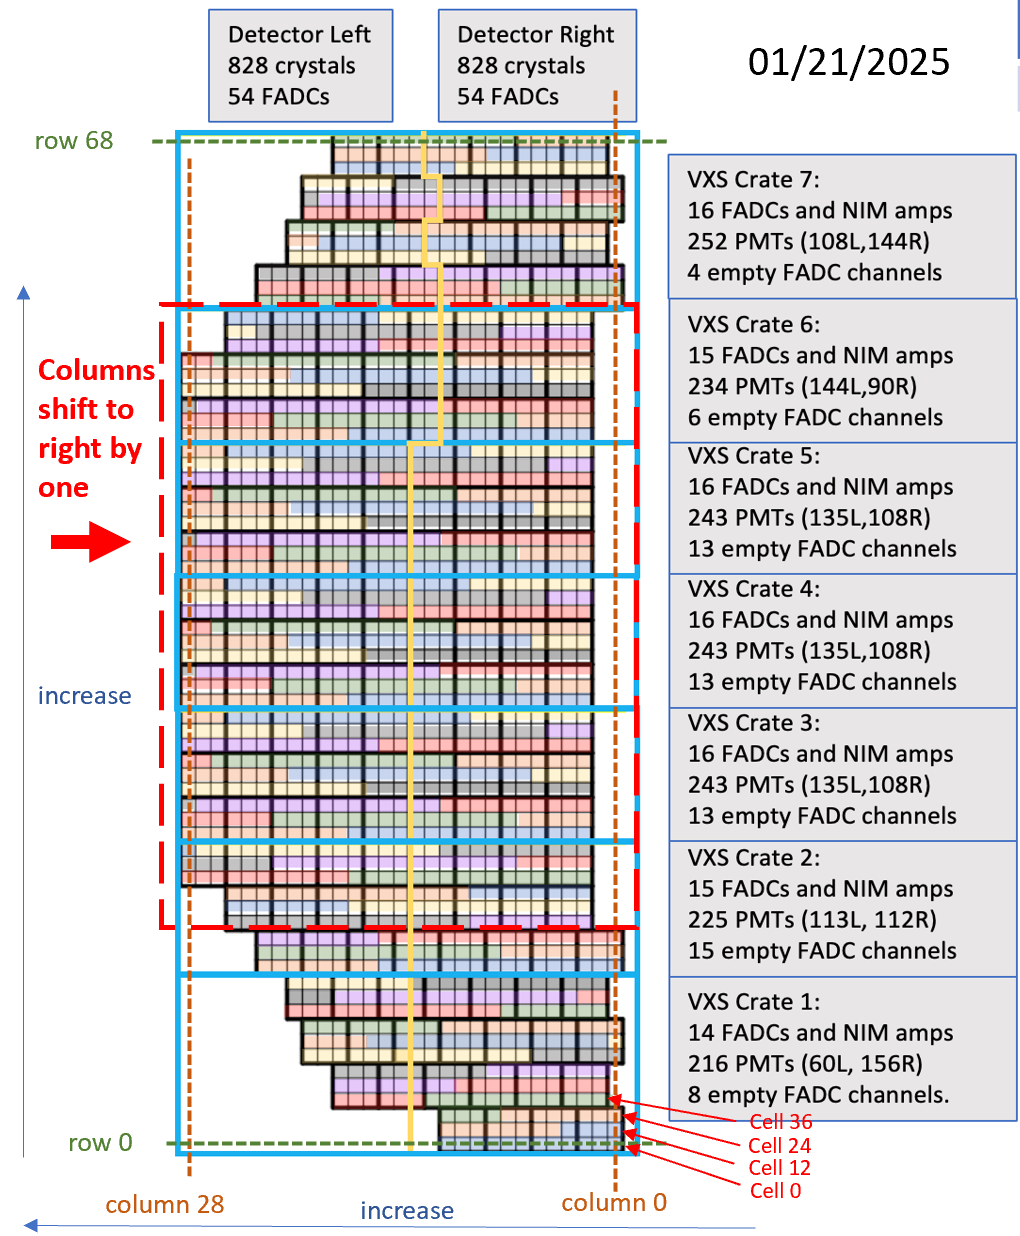 Detector Left
828 crystals
54 FADCs
Detector Right
828 crystals
54 FADCs
01/21/2025
row 68
VXS Crate 7:
16 FADCs and NIM amps
252 PMTs (108L,144R)
4 empty FADC channels
VXS Crate 6:
15 FADCs and NIM amps
234 PMTs (144L,90R)
6 empty FADC channels
Columns
shift to
right by
one
VXS Crate 5:
16 FADCs and NIM amps
243 PMTs (135L,108R)
13 empty FADC channels
VXS Crate 4:
16 FADCs and NIM amps
243 PMTs (135L,108R)
13 empty FADC channels
increase
VXS Crate 3:
16 FADCs and NIM amps
243 PMTs (135L,108R)
13 empty FADC channels
VXS Crate 2:
15 FADCs and NIM amps
225 PMTs (113L, 112R)
15 empty FADC channels
VXS Crate 1:
14 FADCs and NIM amps
216 PMTs (60L, 156R)
8 empty FADC channels.
Cell 36
Cell 24
Cell 12
Cell 0
row 0
column 28
increase
column 0